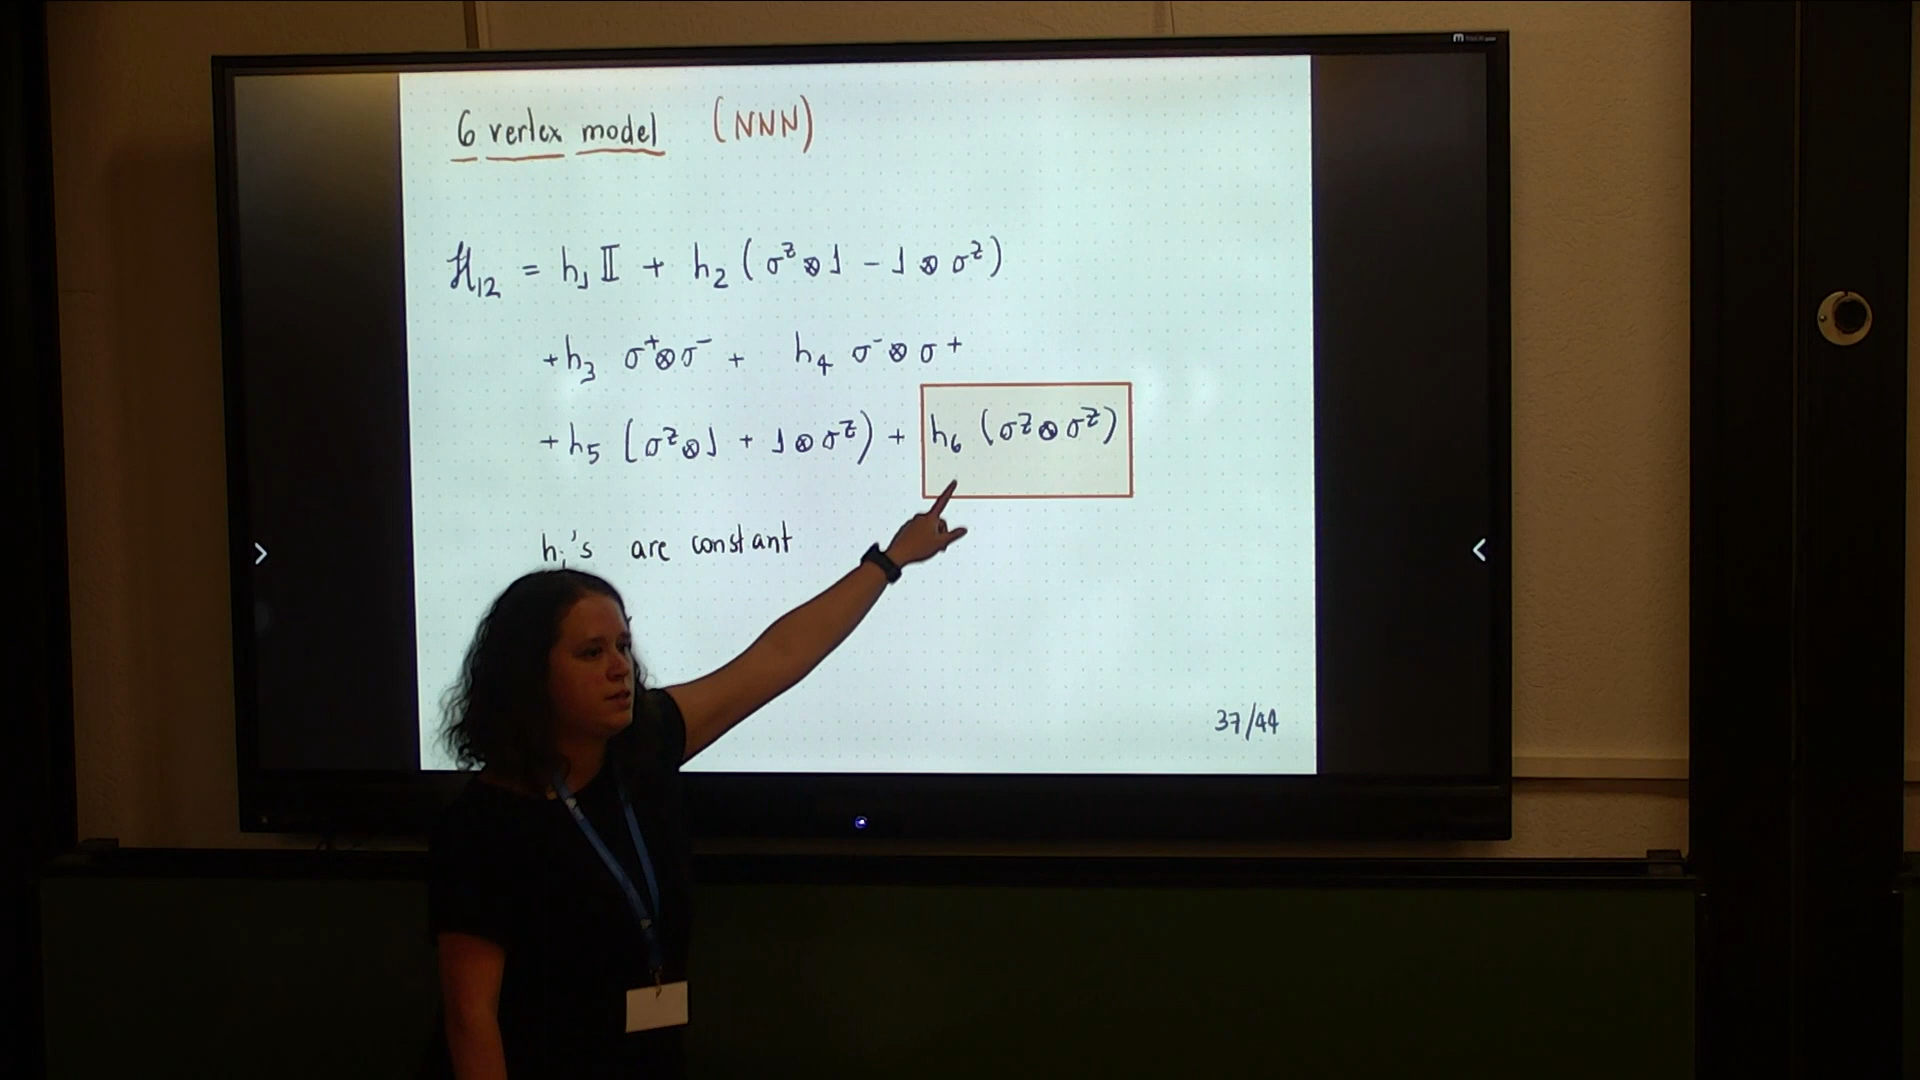 6 vertex model (NNN)
ℋ₁₂ = h₁ 𝕀 + h₂ (σᶻ ⊗ 1 - 1 ⊗ σᶻ)
+ h₃ σ⁺ ⊗ σ⁻ + h₄ σ⁻ ⊗ σ⁺
+ h₅ (σᶻ ⊗ 1 + 1 ⊗ σᶻ) + h₆ (σᶻ ⊗ σᶻ)
hᵢ's are constant
37/44